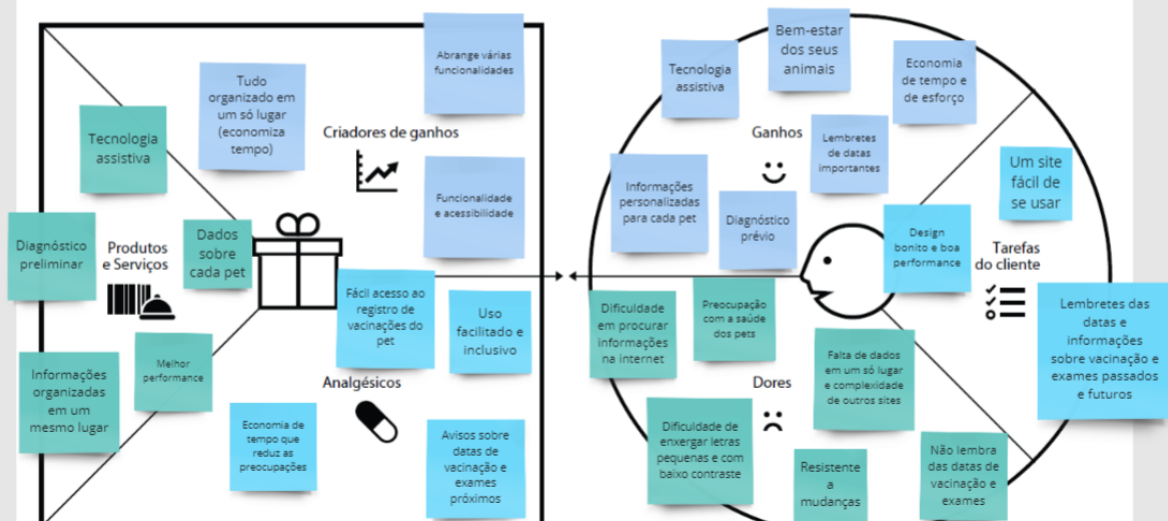 Abrange várias
funcionalidades
Tudo
organizado em
um só lugar
(economiza
tempo)
Criadores de ganhos
Tecnologia
assistiva
Funcionalidade
e acessibilidade
Diagnóstico
preliminar
Produtos
e Serviços
Dados
sobre
cada pet
Fácil acesso ao
registro de
vacinações do
pet
Uso
facilitado e
inclusivo
Melhor
performance
Informações
organizadas
em um
mesmo lugar
Analgésicos
Economia de
tempo que
reduz as
preocupações
Avisos sobre
datas de
vacinação e
exames
próximos
Tecnologia
assistiva
Bem-estar
dos seus
animais
Economia
de tempo e
de esforço
Ganhos
Lembretes
de datas
importantes
Informações
personalizadas
para cada pet
Diagnóstico
prévio
Um site
fácil de
se usar
Design
bonito e boa
performance
Tarefas
do cliente
Lembretes das
datas e
informações
sobre vacinação e
exames passados
e futuros
Dificuldade
em procurar
informações
na internet
Preocupação
com a saúde
dos pets
Dores
Falta de dados
em um só lugar
e complexidade
de outros sites
Dificuldade de
enxergar letras
pequenas e com
baixo contraste
Resistente
a
mudanças
Não lembra
das datas de
vacinação e
exames